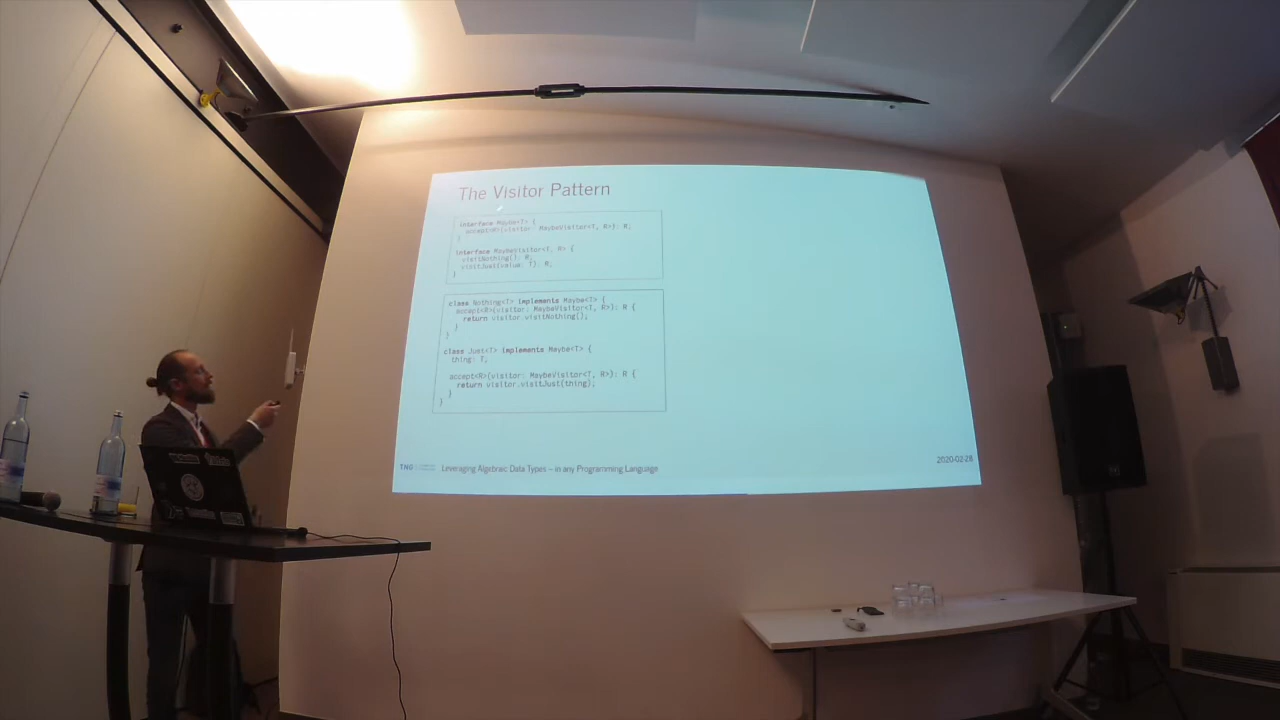 The Visitor Pattern
interface Maybe<T> {
accept<R>(visitor: MaybeVisitor<T, R>): R;
}
interface MaybeVisitor<T, R> {
visitNothing(): R;
visitJust(value: T): R;
}
class Nothing<T> implements Maybe<T> {
accept<R>(visitor: MaybeVisitor<T, R>): R {
return visitor.visitNothing();
}
}
class Just<T> implements Maybe<T> {
thing: T;
accept<R>(visitor: MaybeVisitor<T, R>): R {
return visitor.visitJust(thing);
}
}
TNG
Leveraging Algebraic Data Types – in any Programming Language
2020-02-28